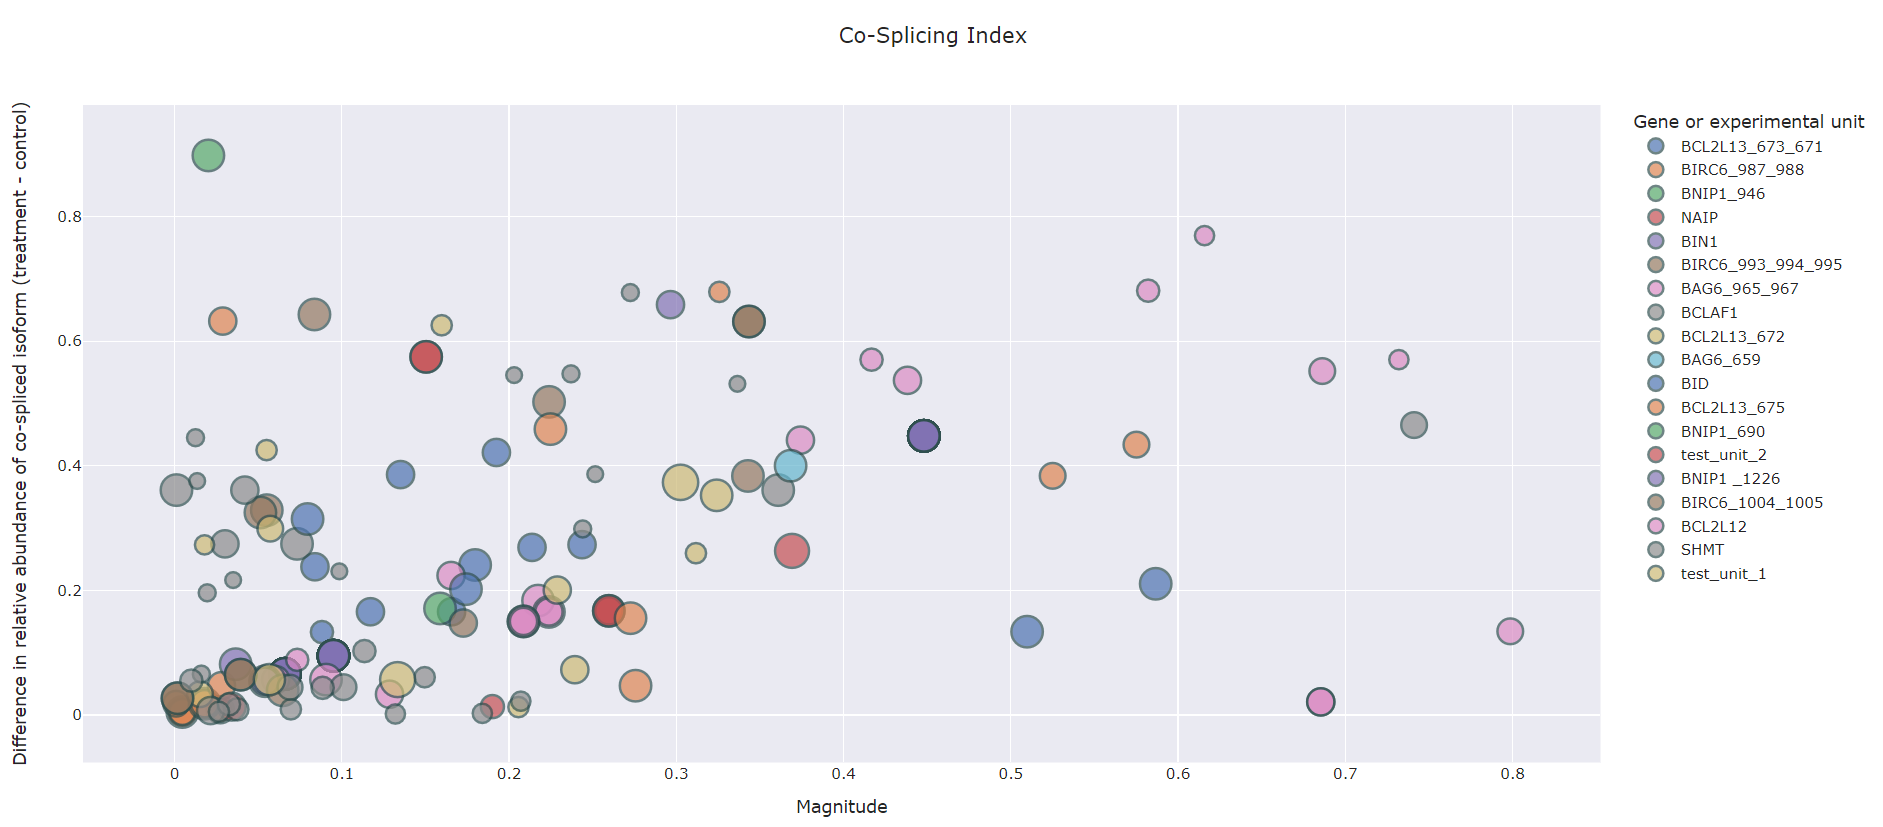 Co-Splicing Index
Difference in relative abundance of co-spliced isoform (treatment - control)
0.8
0.6
0.4
0.2
0
0
0.1
0.2
0.3
0.4
0.5
0.6
0.7
0.8
Magnitude
Gene or experimental unit
BCL2L13_673_671
BIRC6_987_988
BNIP1_946
NAIP
BIN1
BIRC6_993_994_995
BAG6_965_967
BCLAF1
BCL2L13_672
BAG6_659
BID
BCL2L13_675
BNIP1_690
test_unit_2
BNIP1 _1226
BIRC6_1004_1005
BCL2L12
SHMT
test_unit_1